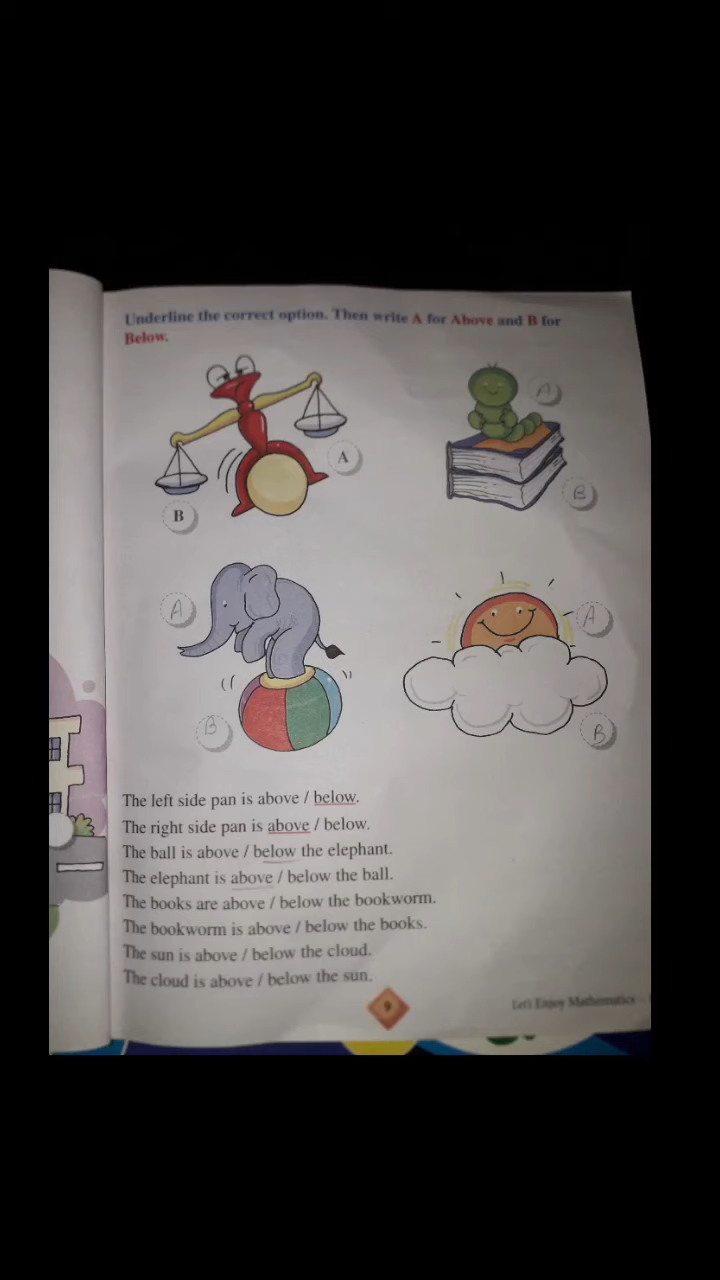 Underline the correct option. Then write A for Above and B for
Below.
A
B
A
B
A
B
A
B
The left side pan is above / below.
The right side pan is above / below.
The ball is above / below the elephant.
The elephant is above / below the ball.
The books are above / below the bookworm.
The bookworm is above / below the books.
The sun is above / below the cloud.
The cloud is above / below the sun.
9
Let's Enjoy Mathematics -